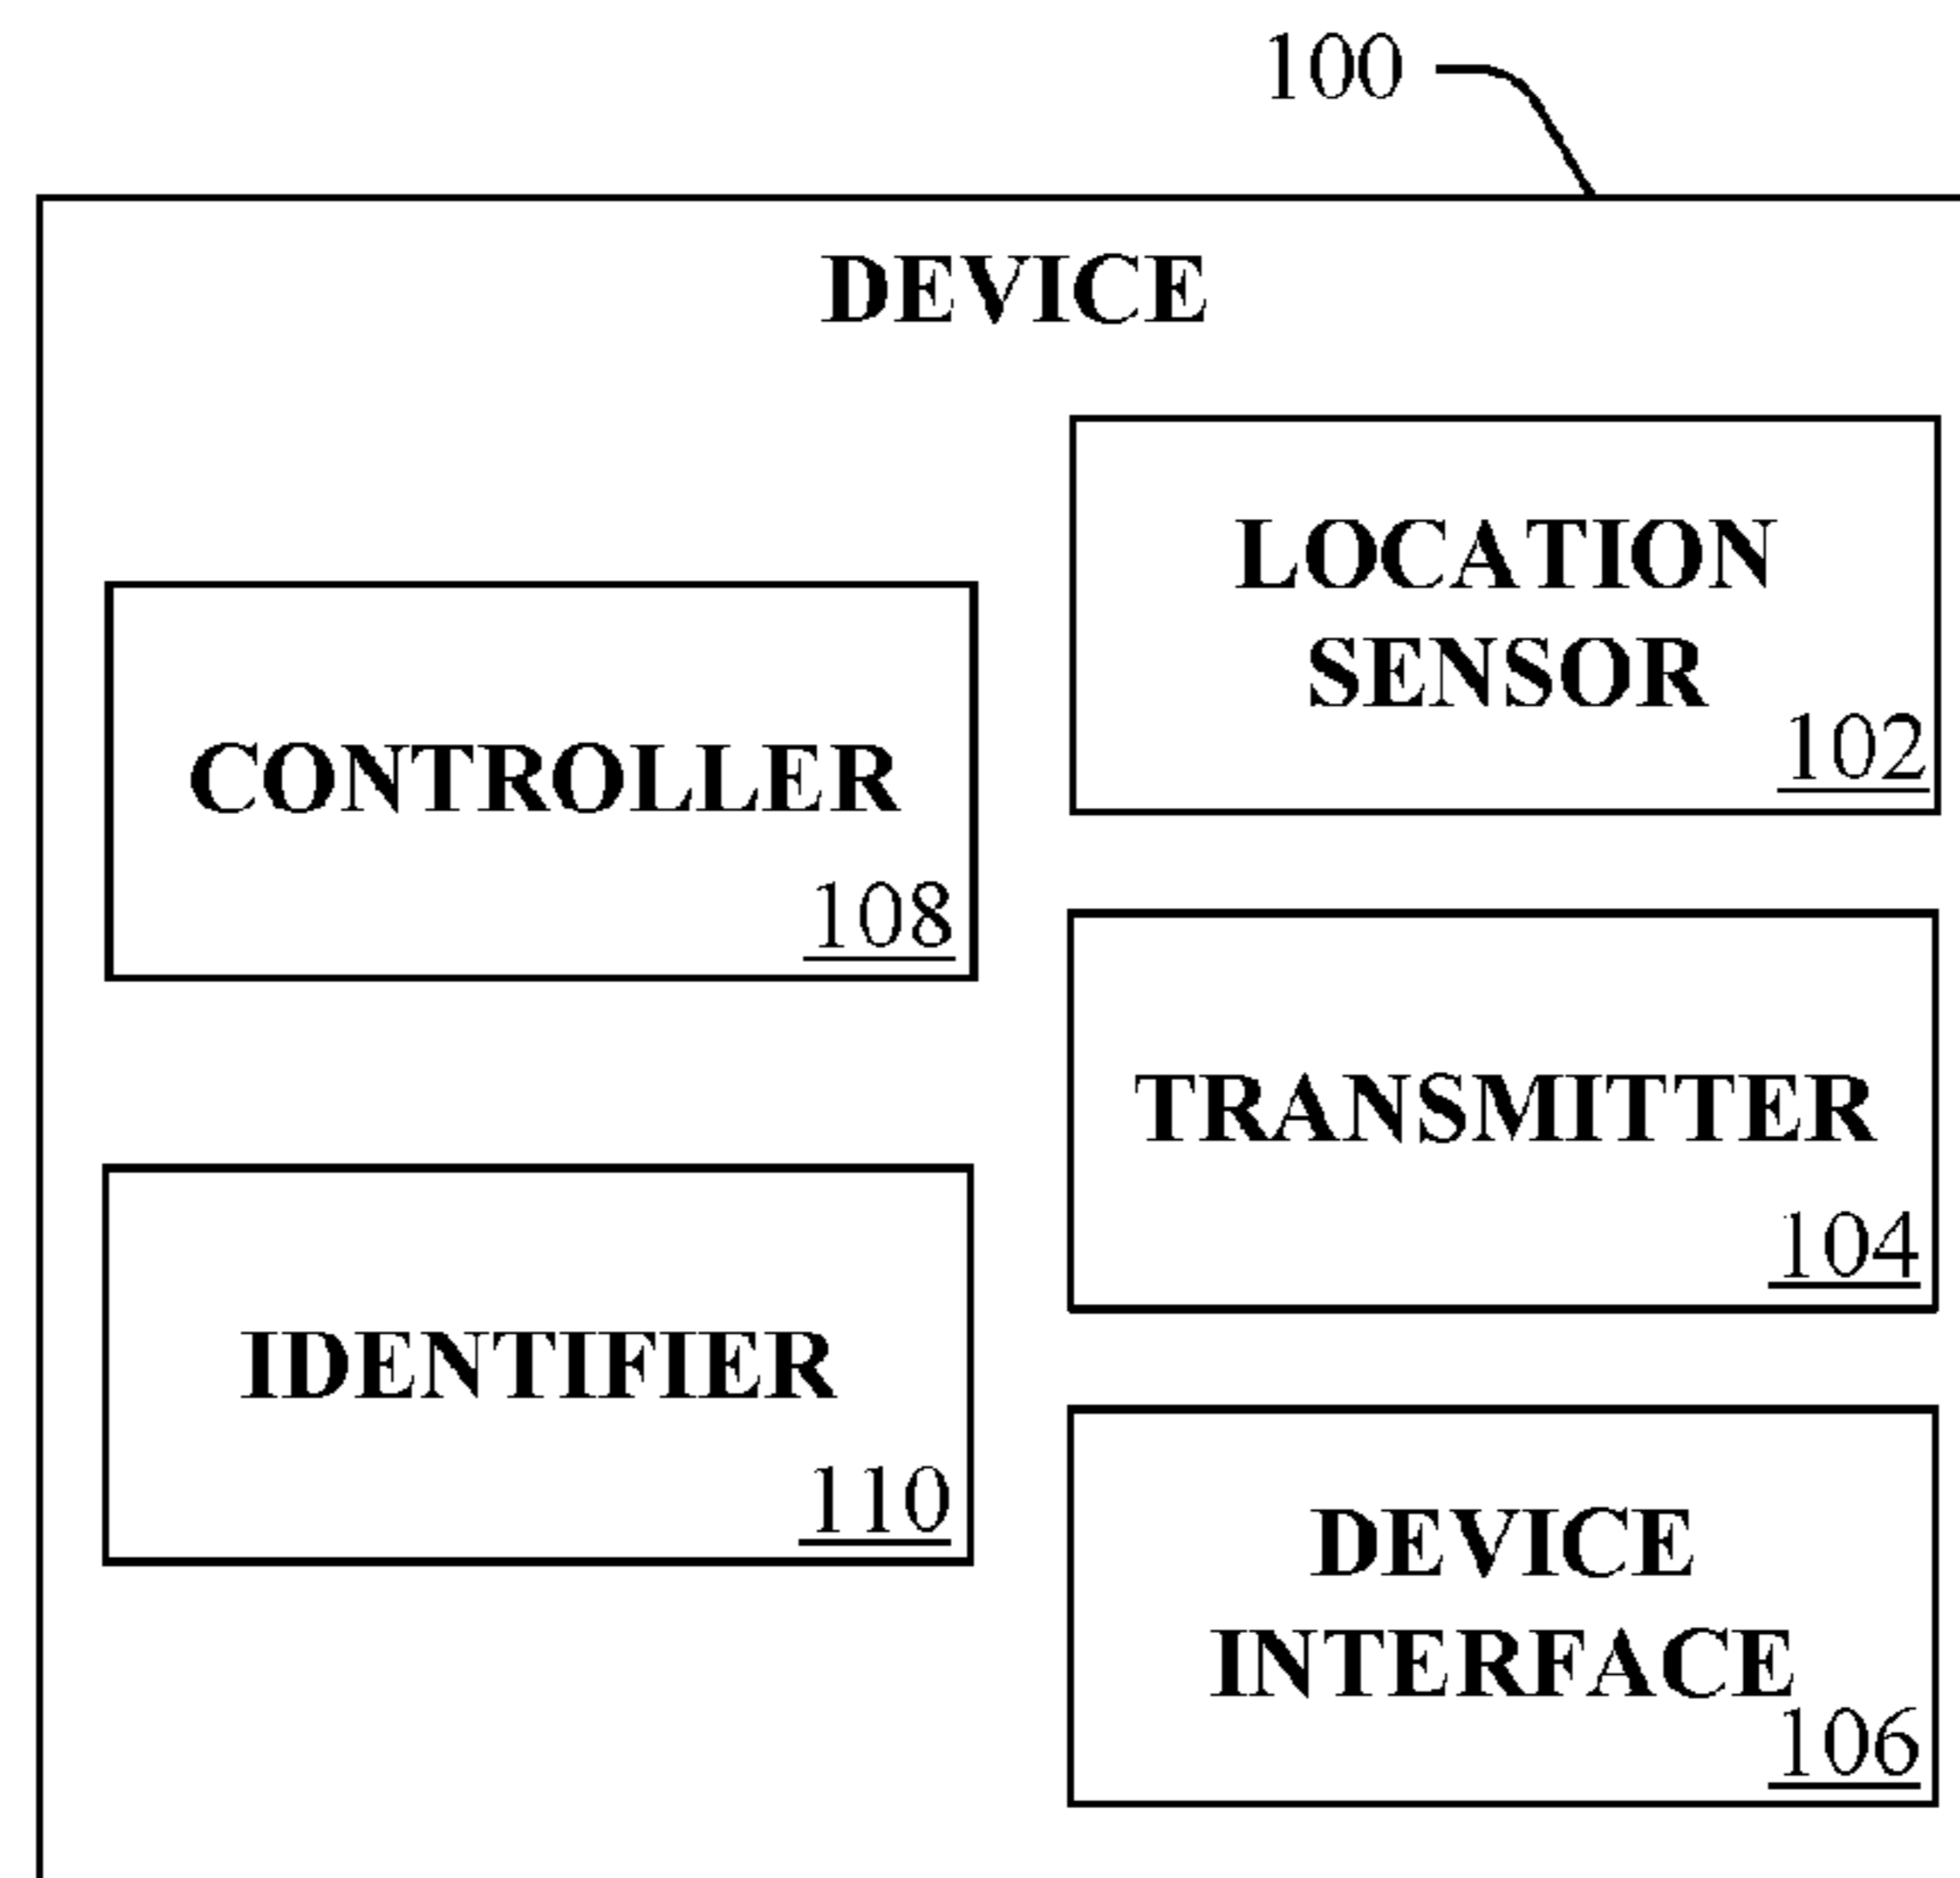 100
DEVICE
LOCATION
SENSOR
102
CONTROLLER
108
TRANSMITTER
104
IDENTIFIER
110
DEVICE
INTERFACE
106